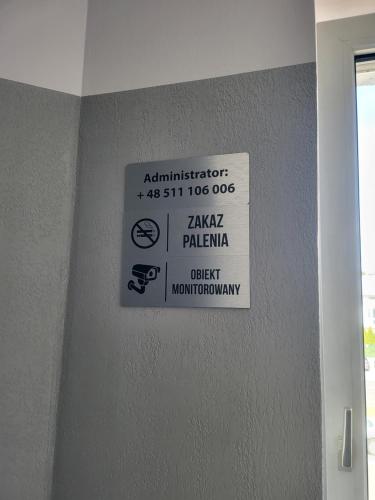 Administrator:
+ 48 511 106 006
ZAKAZ
PALENIA
OBIEKT
MONITOROWANY